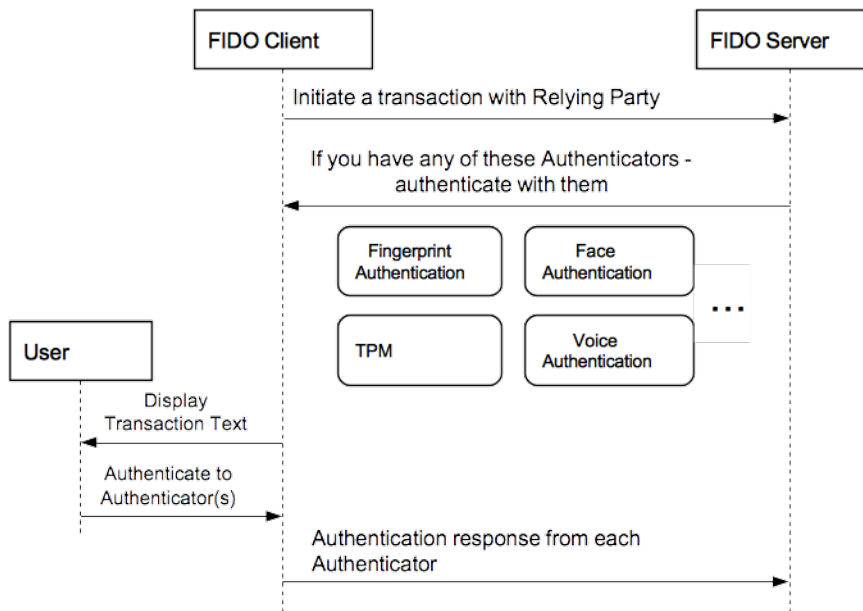 FIDO Client
FIDO Server
Initiate a transaction with Relying Party
If you have any of these Authenticators -
authenticate with them
Fingerprint
Authentication
Face
Authentication
...
TPM
Voice
Authentication
User
Display
Transaction Text
Authenticate to
Authenticator(s)
Authentication response from each
Authenticator